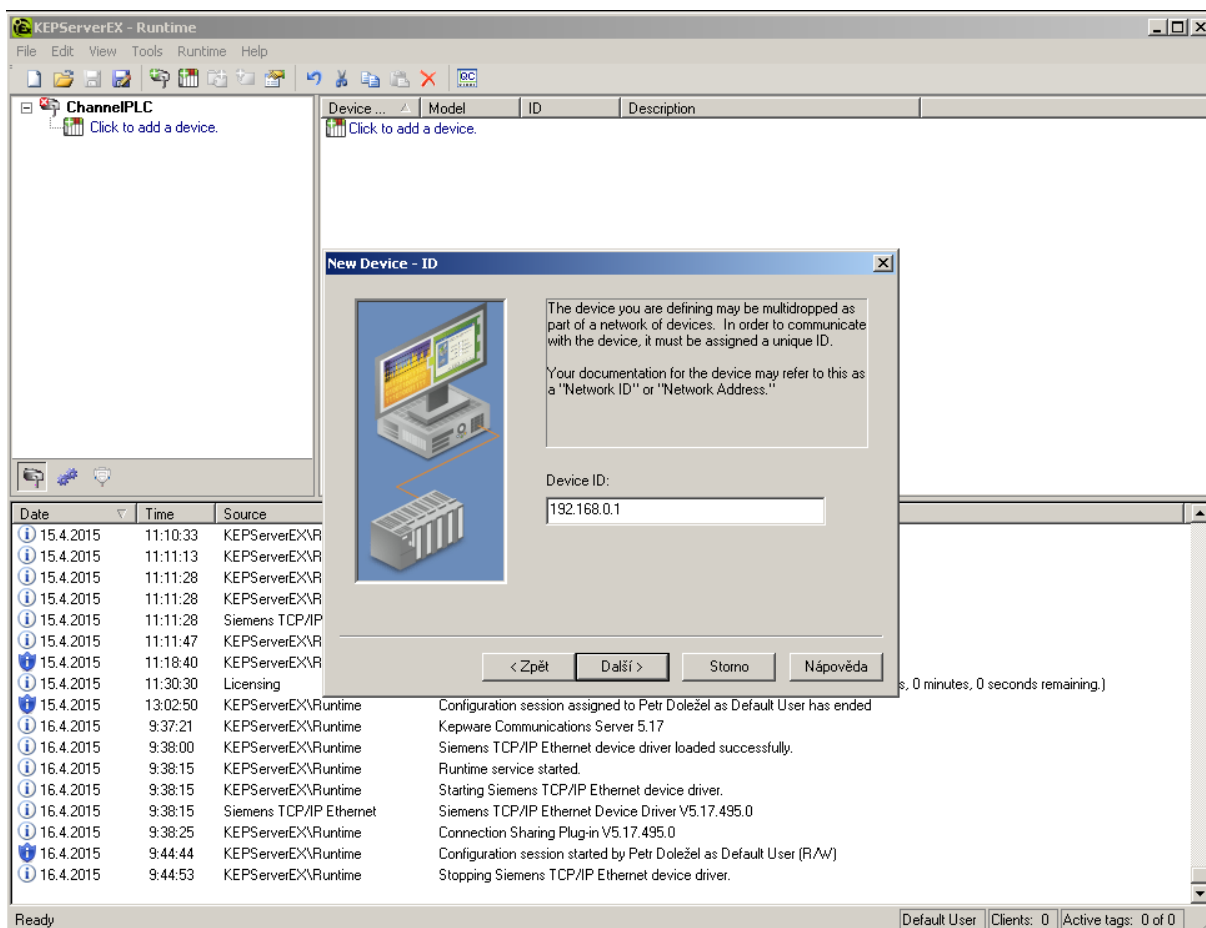 KEPServerEX - Runtime
File Edit View Tools Runtime Help
QC
ChannelPLC
Click to add a device.
Device ... Model ID Description
Click to add a device.
New Device - ID
The device you are defining may be multidropped as
part of a network of devices. In order to communicate
with the device, it must be assigned a unique ID.
Your documentation for the device may refer to this as
a "Network ID" or "Network Address."
Device ID:
192.168.0.1
< Zpět Další > Storno Nápověda
Date Time Source
15.4.2015 11:10:33 KEPServerEX\R
15.4.2015 11:11:13 KEPServerEX\R
15.4.2015 11:11:28 KEPServerEX\R
15.4.2015 11:11:28 KEPServerEX\R
15.4.2015 11:11:28 Siemens TCP/IP
15.4.2015 11:11:47 KEPServerEX\R
15.4.2015 11:18:40 KEPServerEX\R
15.4.2015 11:30:30 Licensing s, 0 minutes, 0 seconds remaining.)
15.4.2015 13:02:50 KEPServerEX\Runtime Configuration session assigned to Petr Doležel as Default User has ended
16.4.2015 9:37:21 KEPServerEX\Runtime Kepware Communications Server 5.17
16.4.2015 9:38:00 KEPServerEX\Runtime Siemens TCP/IP Ethernet device driver loaded successfully.
16.4.2015 9:38:15 KEPServerEX\Runtime Runtime service started.
16.4.2015 9:38:15 KEPServerEX\Runtime Starting Siemens TCP/IP Ethernet device driver.
16.4.2015 9:38:15 Siemens TCP/IP Ethernet Siemens TCP/IP Ethernet Device Driver V5.17.495.0
16.4.2015 9:38:25 KEPServerEX\Runtime Connection Sharing Plug-in V5.17.495.0
16.4.2015 9:44:44 KEPServerEX\Runtime Configuration session started by Petr Doležel as Default User (R/W)
16.4.2015 9:44:53 KEPServerEX\Runtime Stopping Siemens TCP/IP Ethernet device driver.
Ready Default User Clients: 0 Active tags: 0 of 0